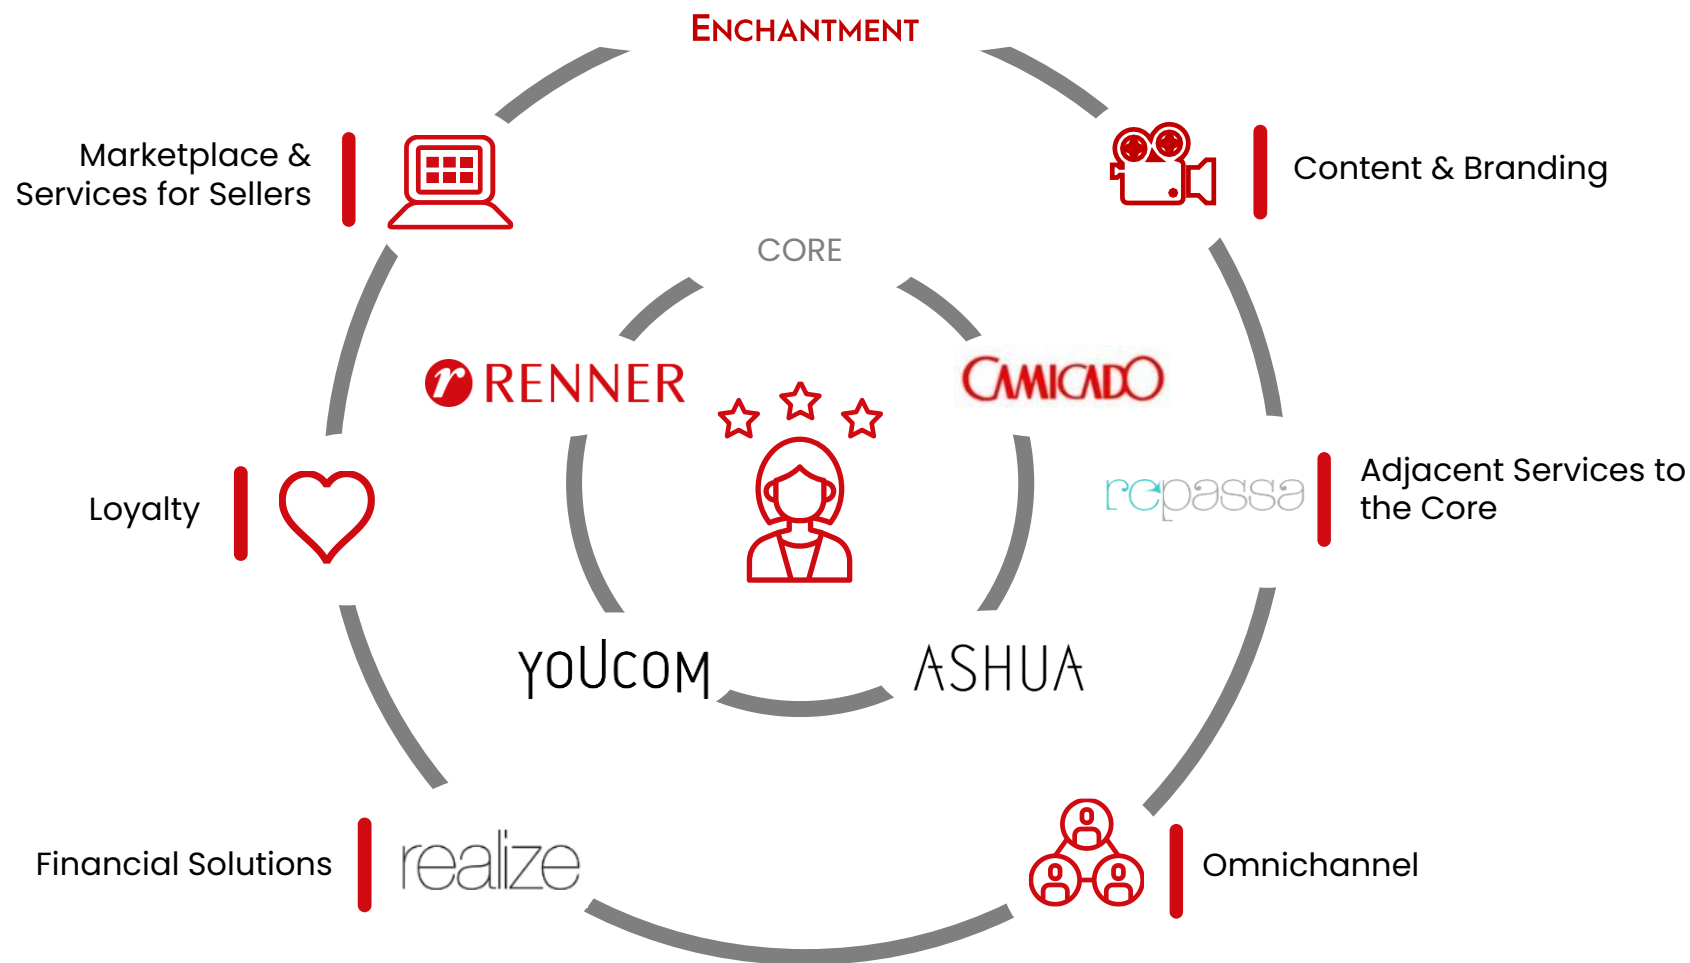 ENCHANTMENT
Marketplace &
Services for Sellers
Content & Branding
CORE
r RENNER
CAMICADO
Loyalty
repassa
Adjacent Services to
the Core
YOUCOM
ASHUA
Financial Solutions
realize
Omnichannel